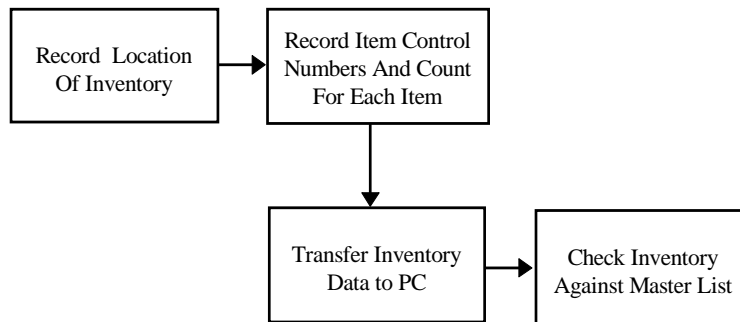 Record Location
Of Inventory
Record Item Control
Numbers And Count
For Each Item
Transfer Inventory
Data to PC
Check Inventory
Against Master List